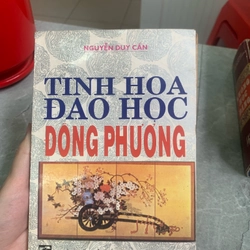 NGUYỄN DUY CẦN
TINH HOA
ĐẠO HỌC
ĐÔNG PHƯƠNG